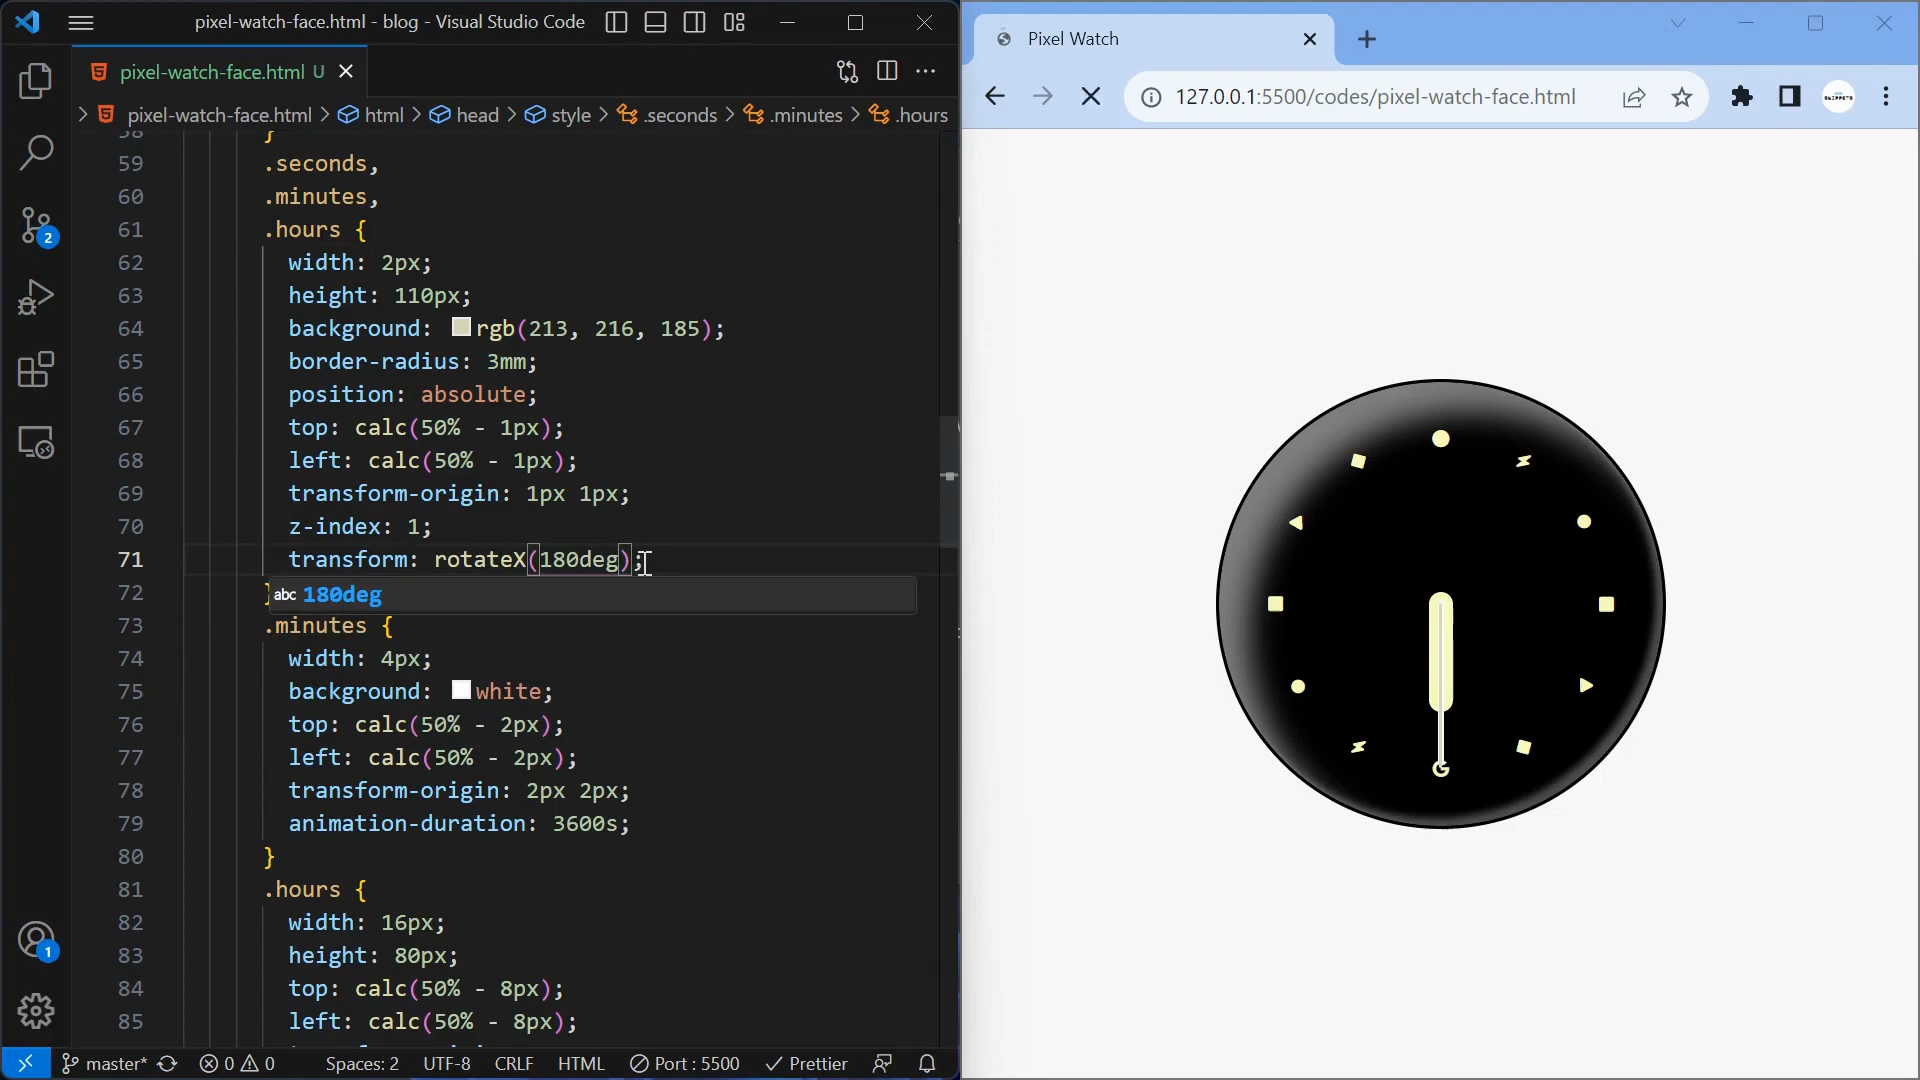 pixel-watch-face.html - blog - Visual Studio Code
pixel-watch-face.html U
pixel-watch-face.html > html > head > style > .seconds > .minutes > .hours
58 }
59 .seconds,
60 .minutes,
61 .hours {
62 width: 2px;
63 height: 110px;
64 background: rgb(213, 216, 185);
65 border-radius: 3mm;
66 position: absolute;
67 top: calc(50% - 1px);
68 left: calc(50% - 1px);
69 transform-origin: 1px 1px;
70 z-index: 1;
71 transform: rotateX(180deg);
72 }
abc 180deg
73 .minutes {
74 width: 4px;
75 background: white;
76 top: calc(50% - 2px);
77 left: calc(50% - 2px);
78 transform-origin: 2px 2px;
79 animation-duration: 3600s;
80 }
81 .hours {
82 width: 16px;
83 height: 80px;
84 top: calc(50% - 8px);
85 left: calc(50% - 8px);
2
1
master* 0 0 Spaces: 2 UTF-8 CRLF HTML Port : 5500 Prettier
Pixel Watch
127.0.0.1:5500/codes/pixel-watch-face.html
G